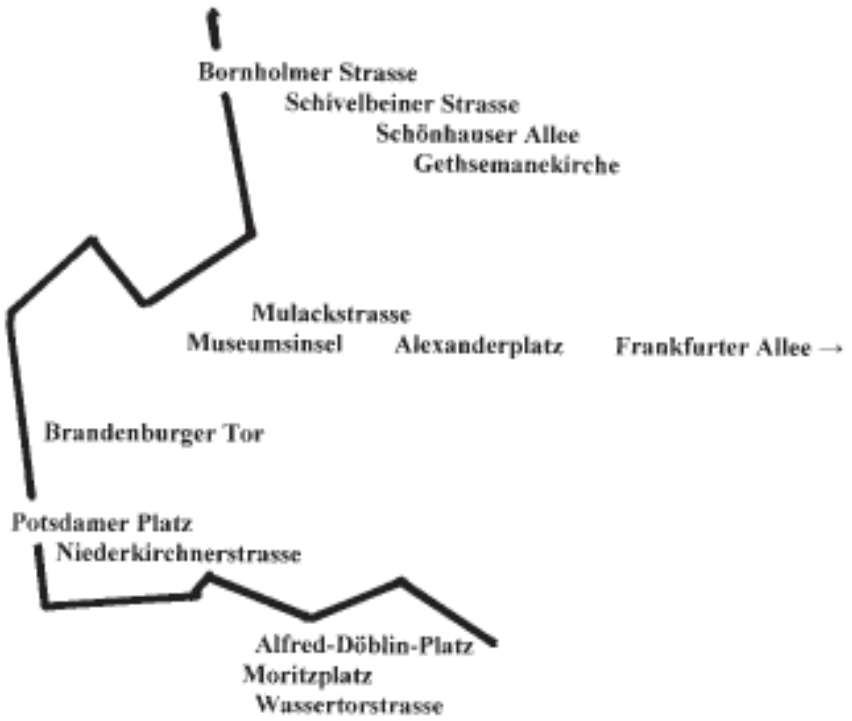 Bornholmer Strasse
Schivelbeiner Strasse
Schönhauser Allee
Gethsemanekirche
Mulackstrasse
Museumsinsel Alexanderplatz Frankfurter Allee →
Brandenburger Tor
Potsdamer Platz
Niederkirchnerstrasse
Alfred-Döblin-Platz
Moritzplatz
Wassertorstrasse